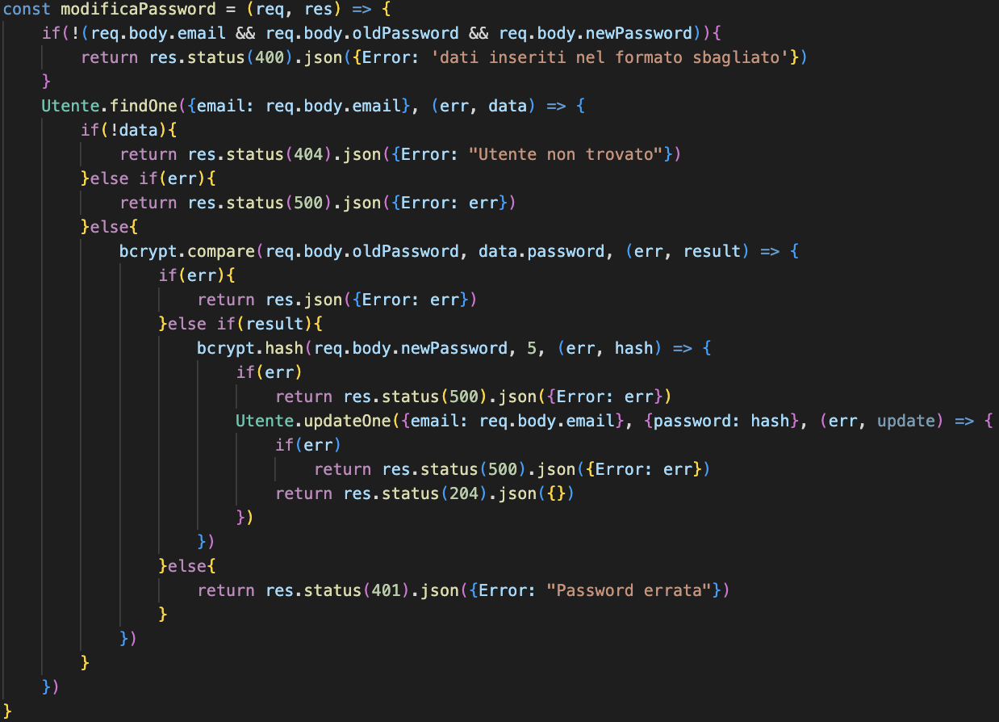 const modificaPassword = (req, res) => {
    if(!(req.body.email && req.body.oldPassword && req.body.newPassword)){
        return res.status(400).json({Error: 'dati inseriti nel formato sbagliato'})
    }
    Utente.findOne({email: req.body.email}, (err, data) => {
        if(!data){
            return res.status(404).json({Error: "Utente non trovato"})
        }else if(err){
            return res.status(500).json({Error: err})
        }else{
            bcrypt.compare(req.body.oldPassword, data.password, (err, result) => {
                if(err){
                    return res.json({Error: err})
                }else if(result){
                    bcrypt.hash(req.body.newPassword, 5, (err, hash) => {
                        if(err)
                            return res.status(500).json({Error: err})
                        Utente.updateOne({email: req.body.email}, {password: hash}, (err, update) => {
                            if(err)
                                return res.status(500).json({Error: err})
                            return res.status(204).json({})
                        })
                    })
                }else{
                    return res.status(401).json({Error: "Password errata"})
                }
            })
        }
    })
}